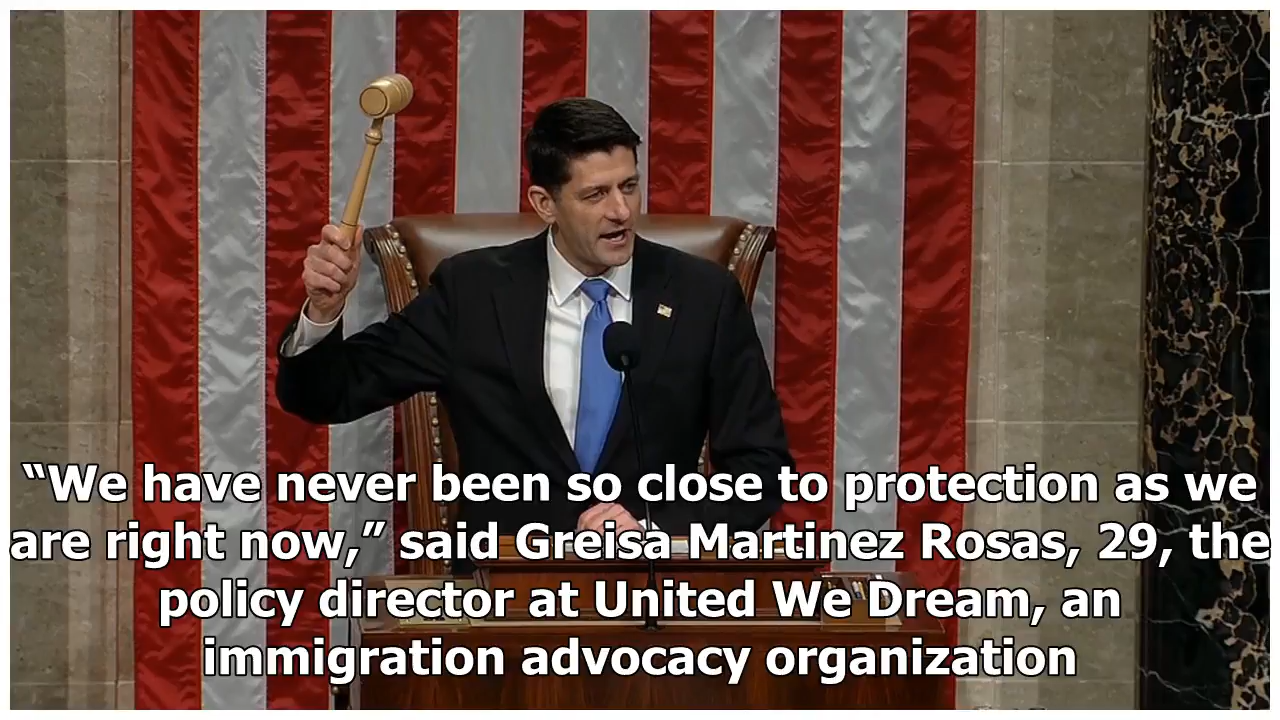 “We have never been so close to protection as we
are right now,” said Greisa Martinez Rosas, 29, the
policy director at United We Dream, an
immigration advocacy organization